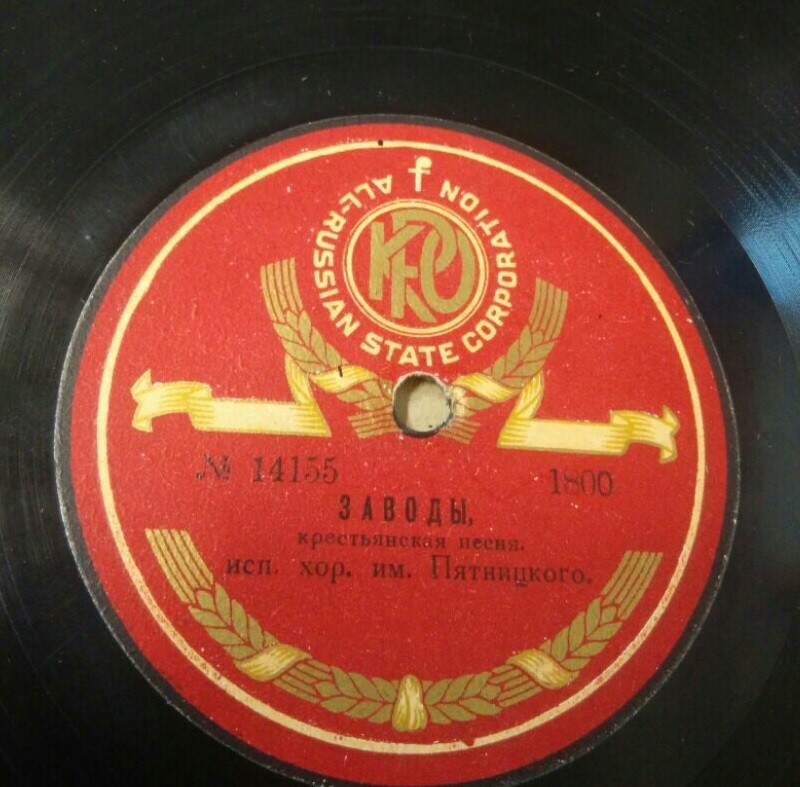 ALL-RUSSIAN STATE CORPORATION
№ 14155
1800
ЗАВОДЫ,
крестьянская песня.
исп. хор. им. Пятницкого.